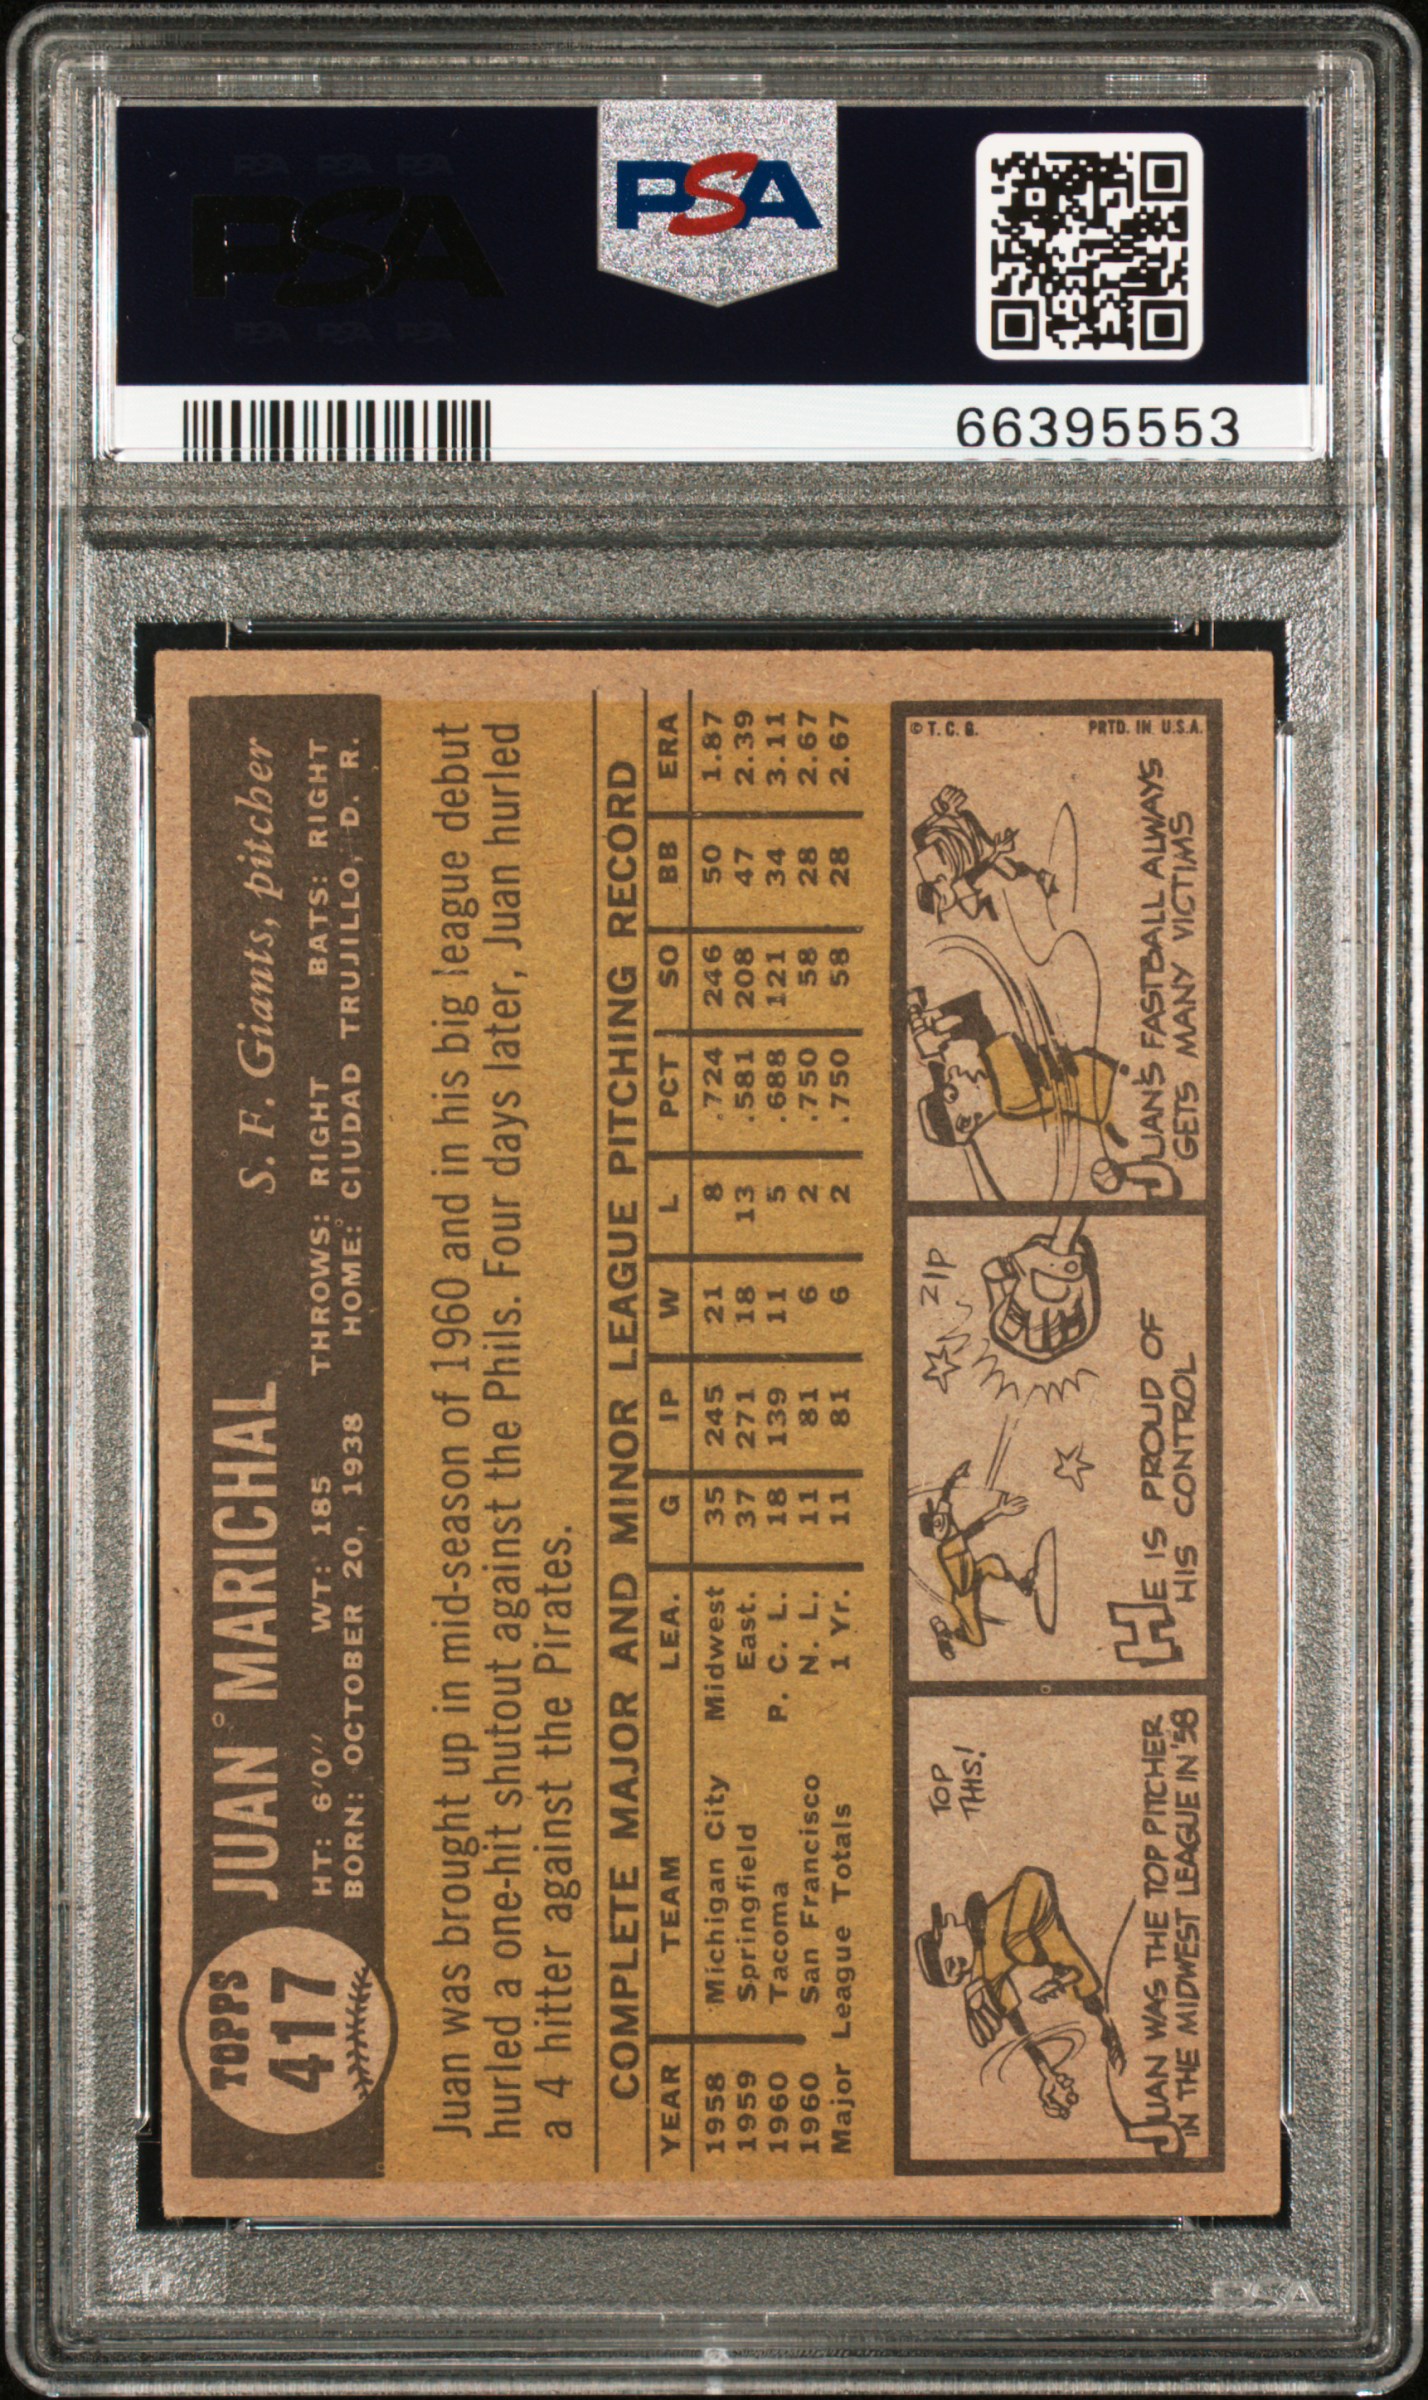 PSA PSA PSA
PSA
PSA PSA PSA
PSA
66395553
TOPPS
417
JUAN MARICHAL S. F. Giants, pitcher
HT: 6'0" WT: 185 THROWS: RIGHT BATS: RIGHT
BORN: OCTOBER 20, 1938 HOME: CIUDAD TRUJILLO, D. R.
Juan was brought up in mid-season of 1960 and in his big league debut
hurled a one-hit shutout against the Phils. Four days later, Juan hurled
a 4 hitter against the Pirates.
COMPLETE MAJOR AND MINOR LEAGUE PITCHING RECORD
YEAR TEAM LEA. G IP W L PCT SO BB ERA
1958 Michigan City Midwest 35 245 21 8 .724 246 50 1.87
1959 Springfield East. 37 271 18 13 .581 208 47 2.39
1960 Tacoma P. C. L. 18 139 11 5 .688 121 34 3.11
1960 San Francisco N. L. 11 81 6 2 .750 58 28 2.67
Major League Totals 1 Yr. 11 81 6 2 .750 58 28 2.67
TOP
THIS!
JUAN WAS THE TOP PITCHER
IN THE MIDWEST LEAGUE IN '58
ZIP
HE IS PROUD OF
HIS CONTROL
© T. C. G.
PRTD. IN U.S.A.
JUAN'S FASTBALL ALWAYS
GETS MANY VICTIMS
PSA